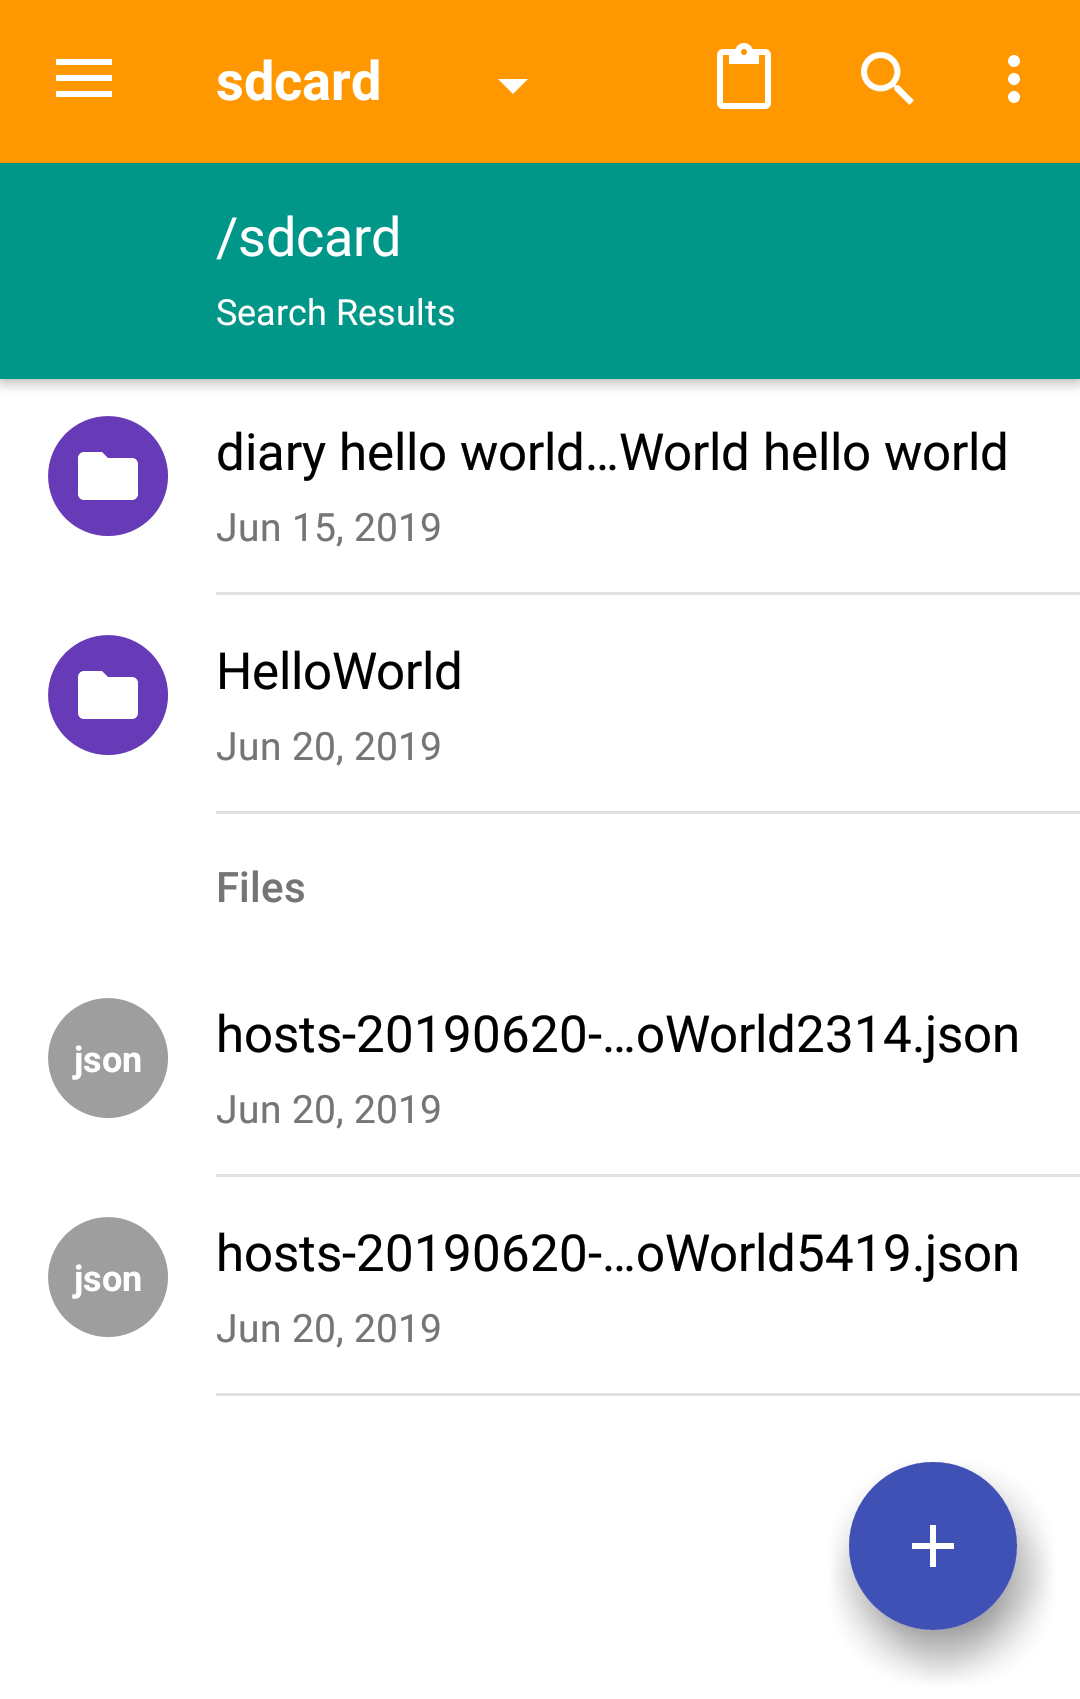 sdcard
/sdcard
Search Results
diary hello world…World hello world
Jun 15, 2019
HelloWorld
Jun 20, 2019
Files
json
hosts-20190620-…oWorld2314.json
Jun 20, 2019
json
hosts-20190620-…oWorld5419.json
Jun 20, 2019